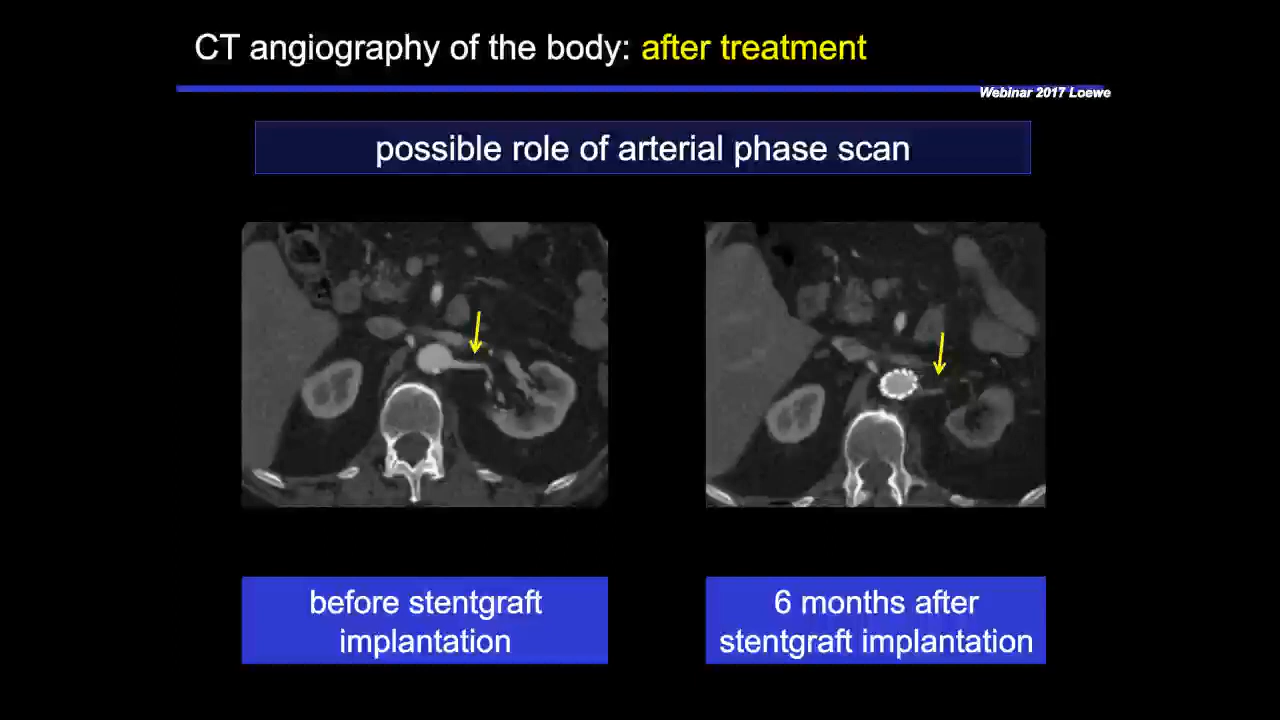 CT angiography of the body: after treatment
Webinar 2017 Loewe
possible role of arterial phase scan
before stentgraft
implantation
6 months after
stentgraft implantation